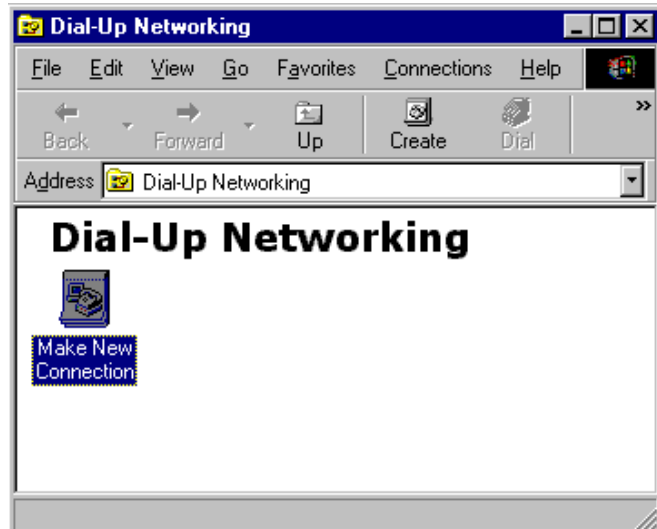 Dial-Up Networking
File Edit View Go Favorites Connections Help
Back Forward Up Create Dial »
Address Dial-Up Networking
Dial-Up Networking
Make New
Connection